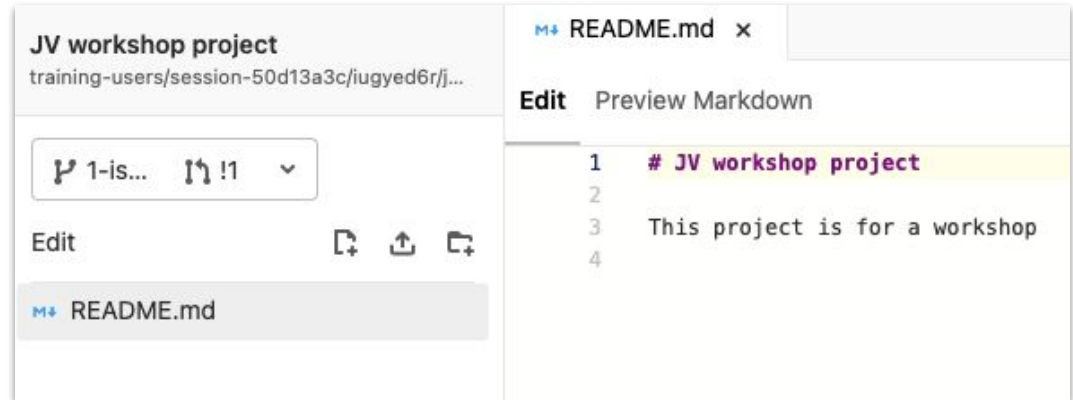 JV workshop project
training-users/session-50d13a3c/iugyed6r/j...
1-is... !1
Edit
M↓ README.md
M↓ README.md ×
Edit Preview Markdown
1 # JV workshop project
2
3 This project is for a workshop
4